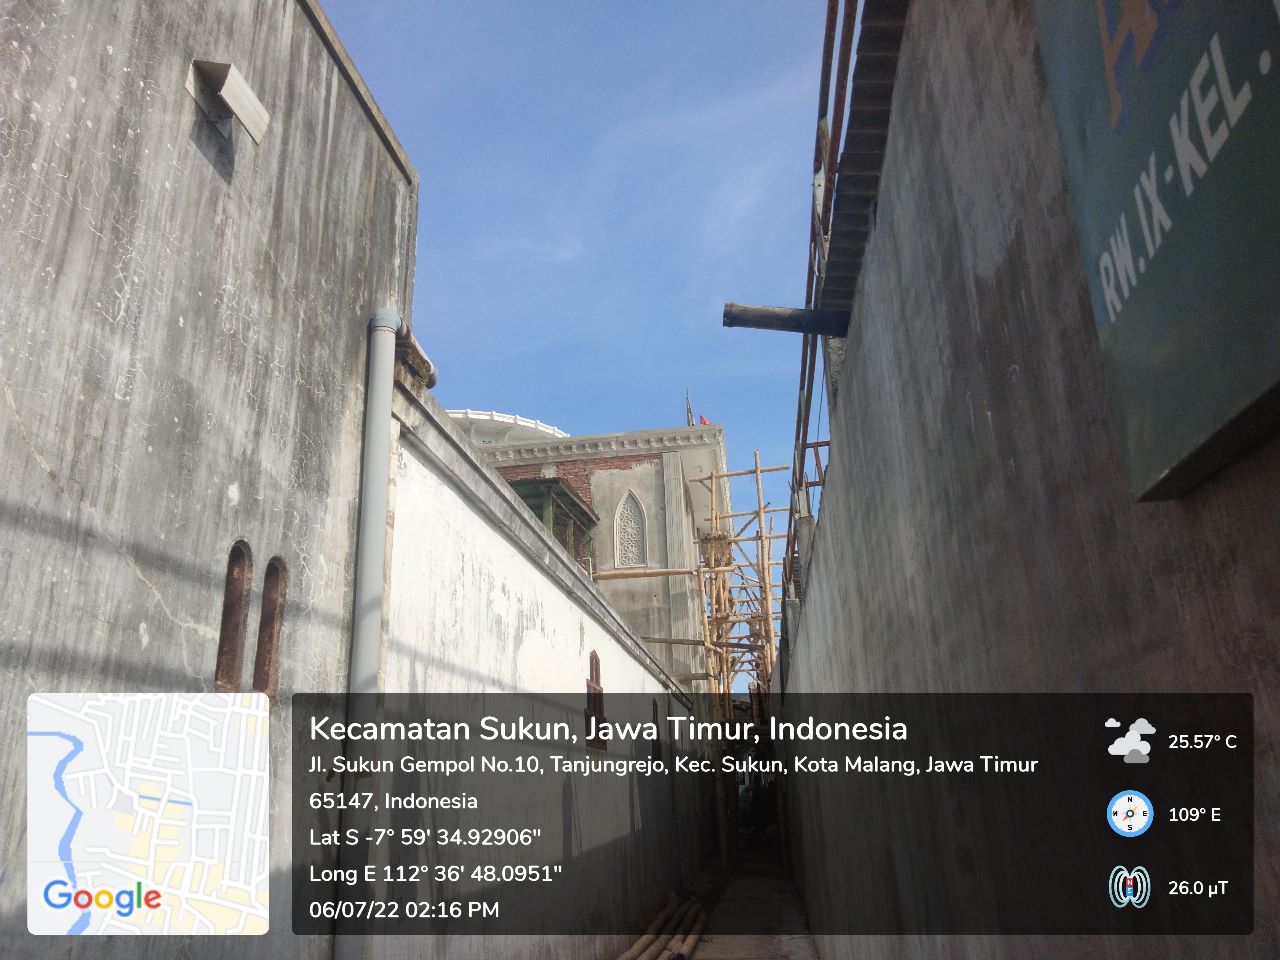 RW.IX-KEL.
Kecamatan Sukun, Jawa Timur, Indonesia
Jl. Sukun Gempol No.10, Tanjungrejo, Kec. Sukun, Kota Malang, Jawa Timur
65147, Indonesia
Lat S -7° 59' 34.92906"
Long E 112° 36' 48.0951"
06/07/22 02:16 PM
25.57° C
109° E
26.0 µT
Google